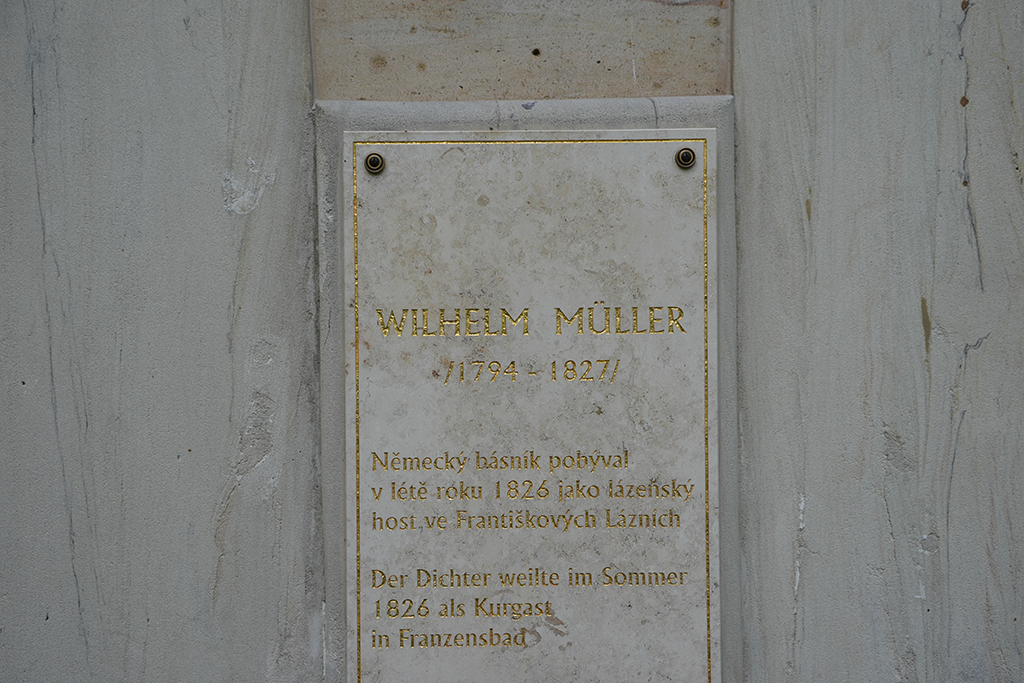 WILHELM MÜLLER
/1794 - 1827/
Německý básník pobýval
v létě roku 1826 jako lázeňský
host ve Františkových Lázních
Der Dichter weilte im Sommer
1826 als Kurgast
in Franzensbad